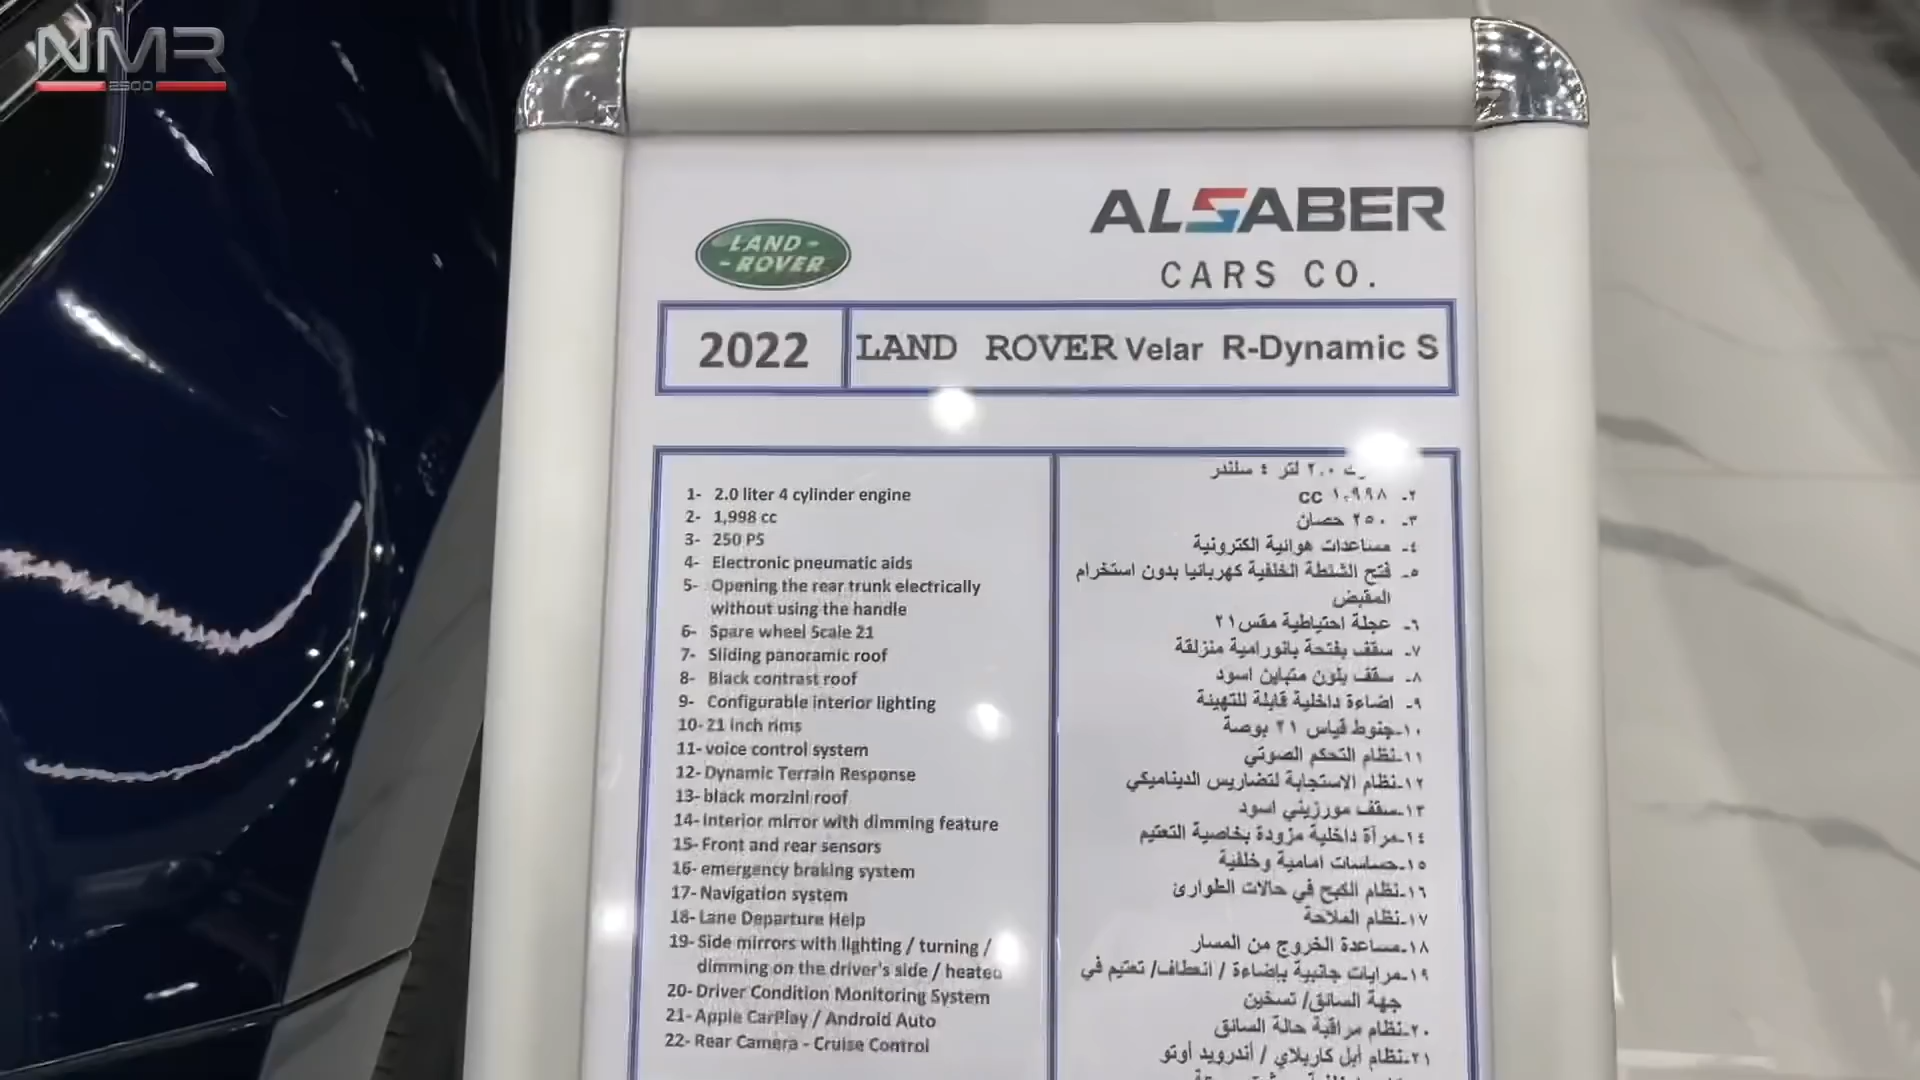 NMR
2500
ALSABER
CARS CO.
LAND-
-ROVER
2022
LAND ROVER Velar R-Dynamic S
1- 2.0 liter 4 cylinder engine
2- 1,998 cc
3- 250 PS
4- Electronic pneumatic aids
5- Opening the rear trunk electrically
without using the handle
6- Spare wheel Scale 21
7- Sliding panoramic roof
8- Black contrast roof
9- Configurable interior lighting
10- 21 inch rims
11- voice control system
12- Dynamic Terrain Response
13- black morzini roof
14- Interior mirror with dimming feature
15- Front and rear sensors
16- emergency braking system
17- Navigation system
18- Lane Departure Help
19- Side mirrors with lighting / turning /
dimming on the driver's side / heated
20- Driver Condition Monitoring System
21- Apple CarPlay / Android Auto
22- Rear Camera - Cruise Control
٢.٠ لتر ٤ سلندر
٢- ١,٩٩٨ cc
٣- ٢٥٠ حصان
٤- مساعدات هوائية الكترونية
٥- فتح الشنطة الخلفية كهربائيا بدون استخرام
المقبض
٦- عجلة احتياطية مقس٢١
٧- سقف بفتحة بانورامية منزلقة
٨- سقف بلون متباين اسود
٩- اضاءة داخلية قابلة للتهيئة
١٠-جنوط قياس ٢١ بوصة
١١-نظام التحكم الصوتي
١٢-نظام الاستجابة لتضاريس الديناميكي
١٣-سقف مورزيني اسود
١٤-مرآة داخلية مزودة بخاصية التعتيم
١٥-حساسات امامية وخلفية
١٦-نظام الكبح في حالات الطوارئ
١٧-نظام الملاحة
١٨-مساعدة الخروج من المسار
١٩-مرايات جانبية بإضاءة / انعطاف/ تعتيم في
جهة السائق/ تسخين
٢٠-نظام مراقبة حالة السائق
٢١-نظام أبل كاربلاي / أندرويد أوتو